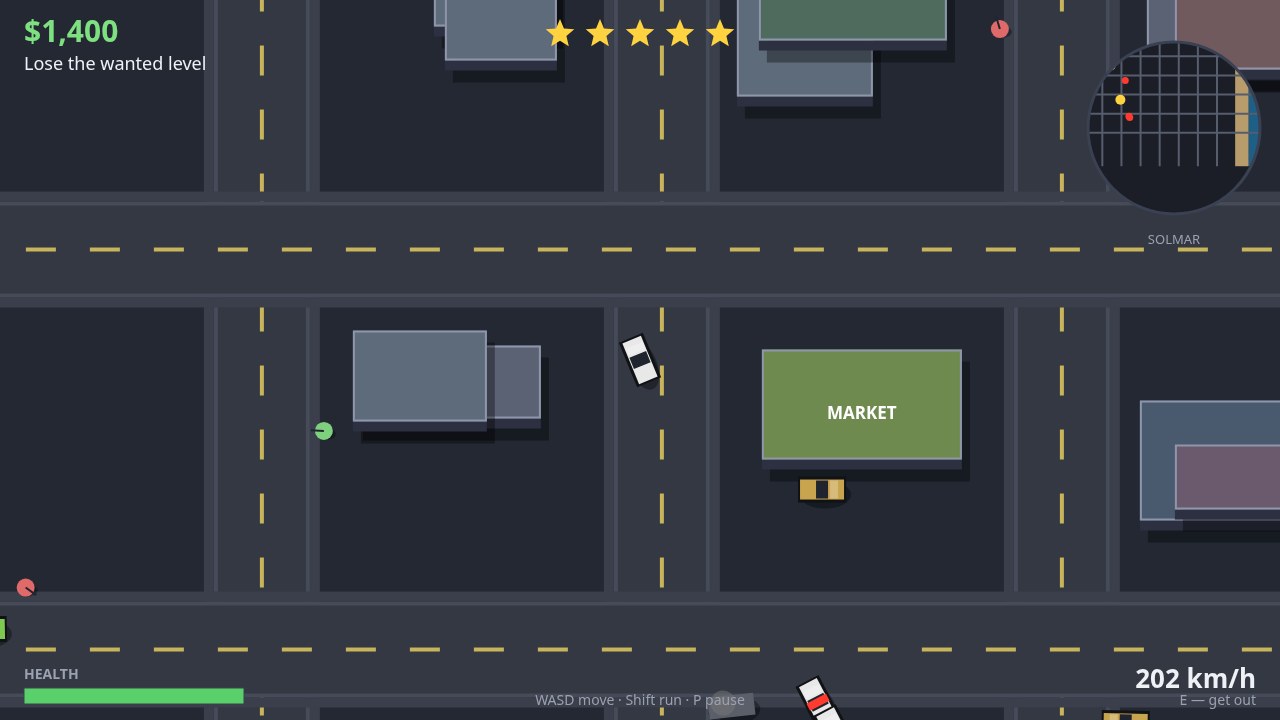 $1,400
Lose the wanted level
SOLMAR
MARKET
HEALTH
WASD move · Shift run · P pause
202 km/h
E — get out